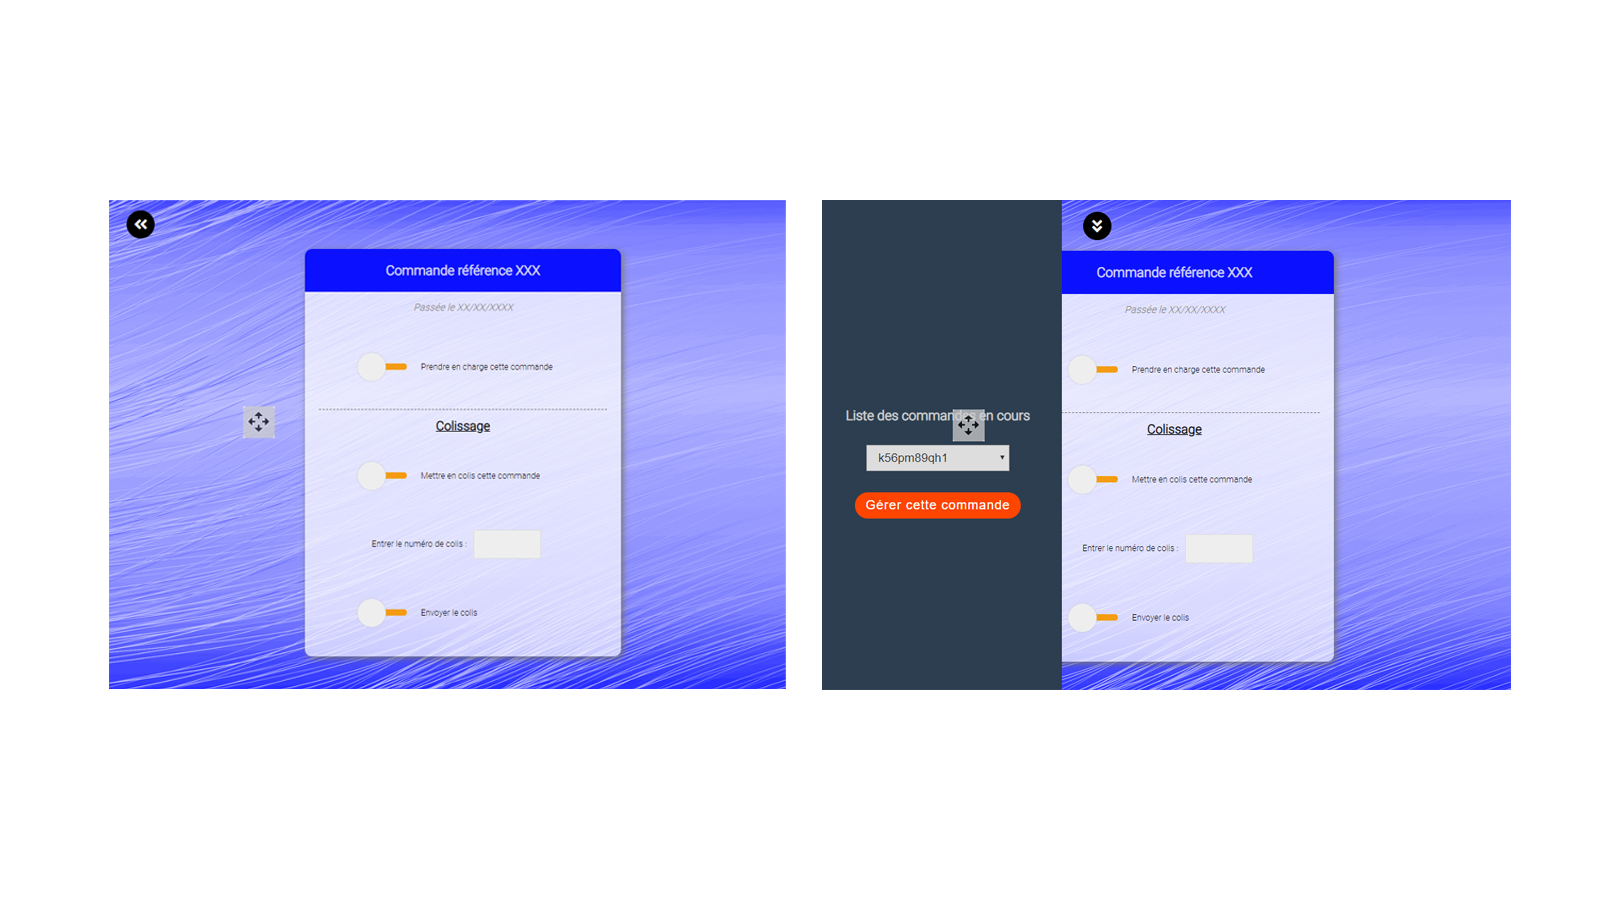 Commande référence XXX
Passée le XX/XX/XXXX
Prendre en charge cette commande
Colissage
Mettre en colis cette commande
Entrer le numéro de colis :
Envoyer le colis
Liste des commandes en cours
k56pm89qh1
Gérer cette commande
Commande référence XXX
Passée le XX/XX/XXXX
Prendre en charge cette commande
Colissage
Mettre en colis cette commande
Entrer le numéro de colis :
Envoyer le colis